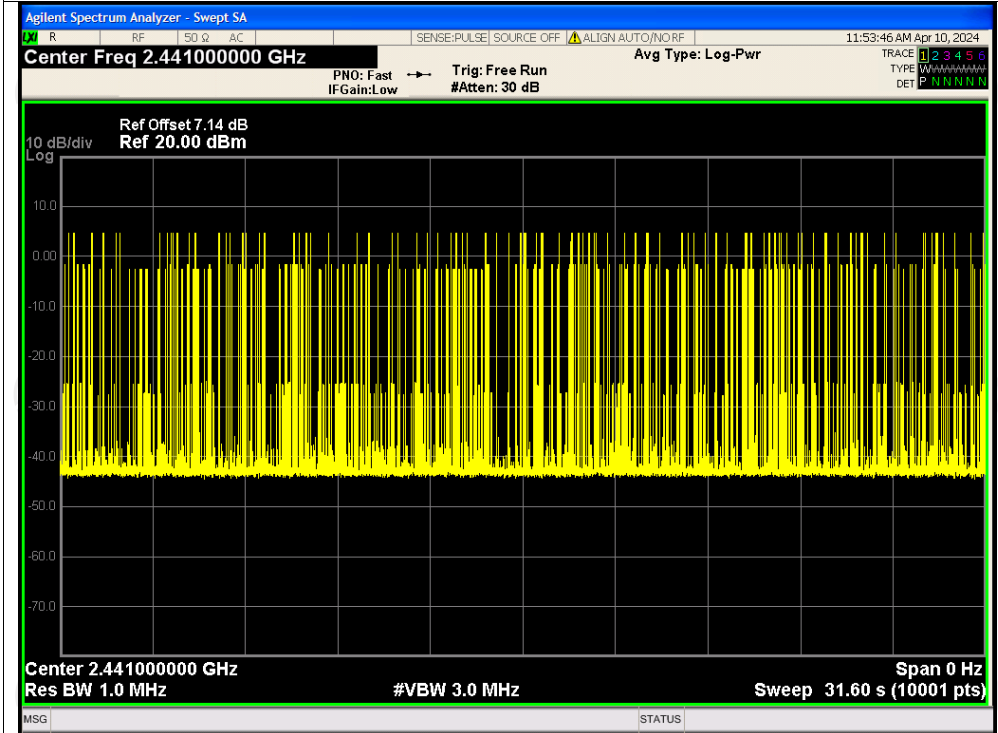 Agilent Spectrum Analyzer - Swept SA
LXI R RF 50 Ω AC SENSE:PULSE SOURCE OFF ALIGN AUTO/NO RF 11:53:46 AM Apr 10, 2024
Center Freq 2.441000000 GHz Avg Type: Log-Pwr TRACE 1 2 3 4 5 6
PNO: Fast Trig: Free Run TYPE W
IFGain:Low #Atten: 30 dB DET P N N N N N
Ref Offset 7.14 dB
10 dB/div Ref 20.00 dBm
Log
10.0
0.00
-10.0
-20.0
-30.0
-40.0
-50.0
-60.0
-70.0
Center 2.441000000 GHz Span 0 Hz
Res BW 1.0 MHz #VBW 3.0 MHz Sweep 31.60 s (10001 pts)
MSG STATUS